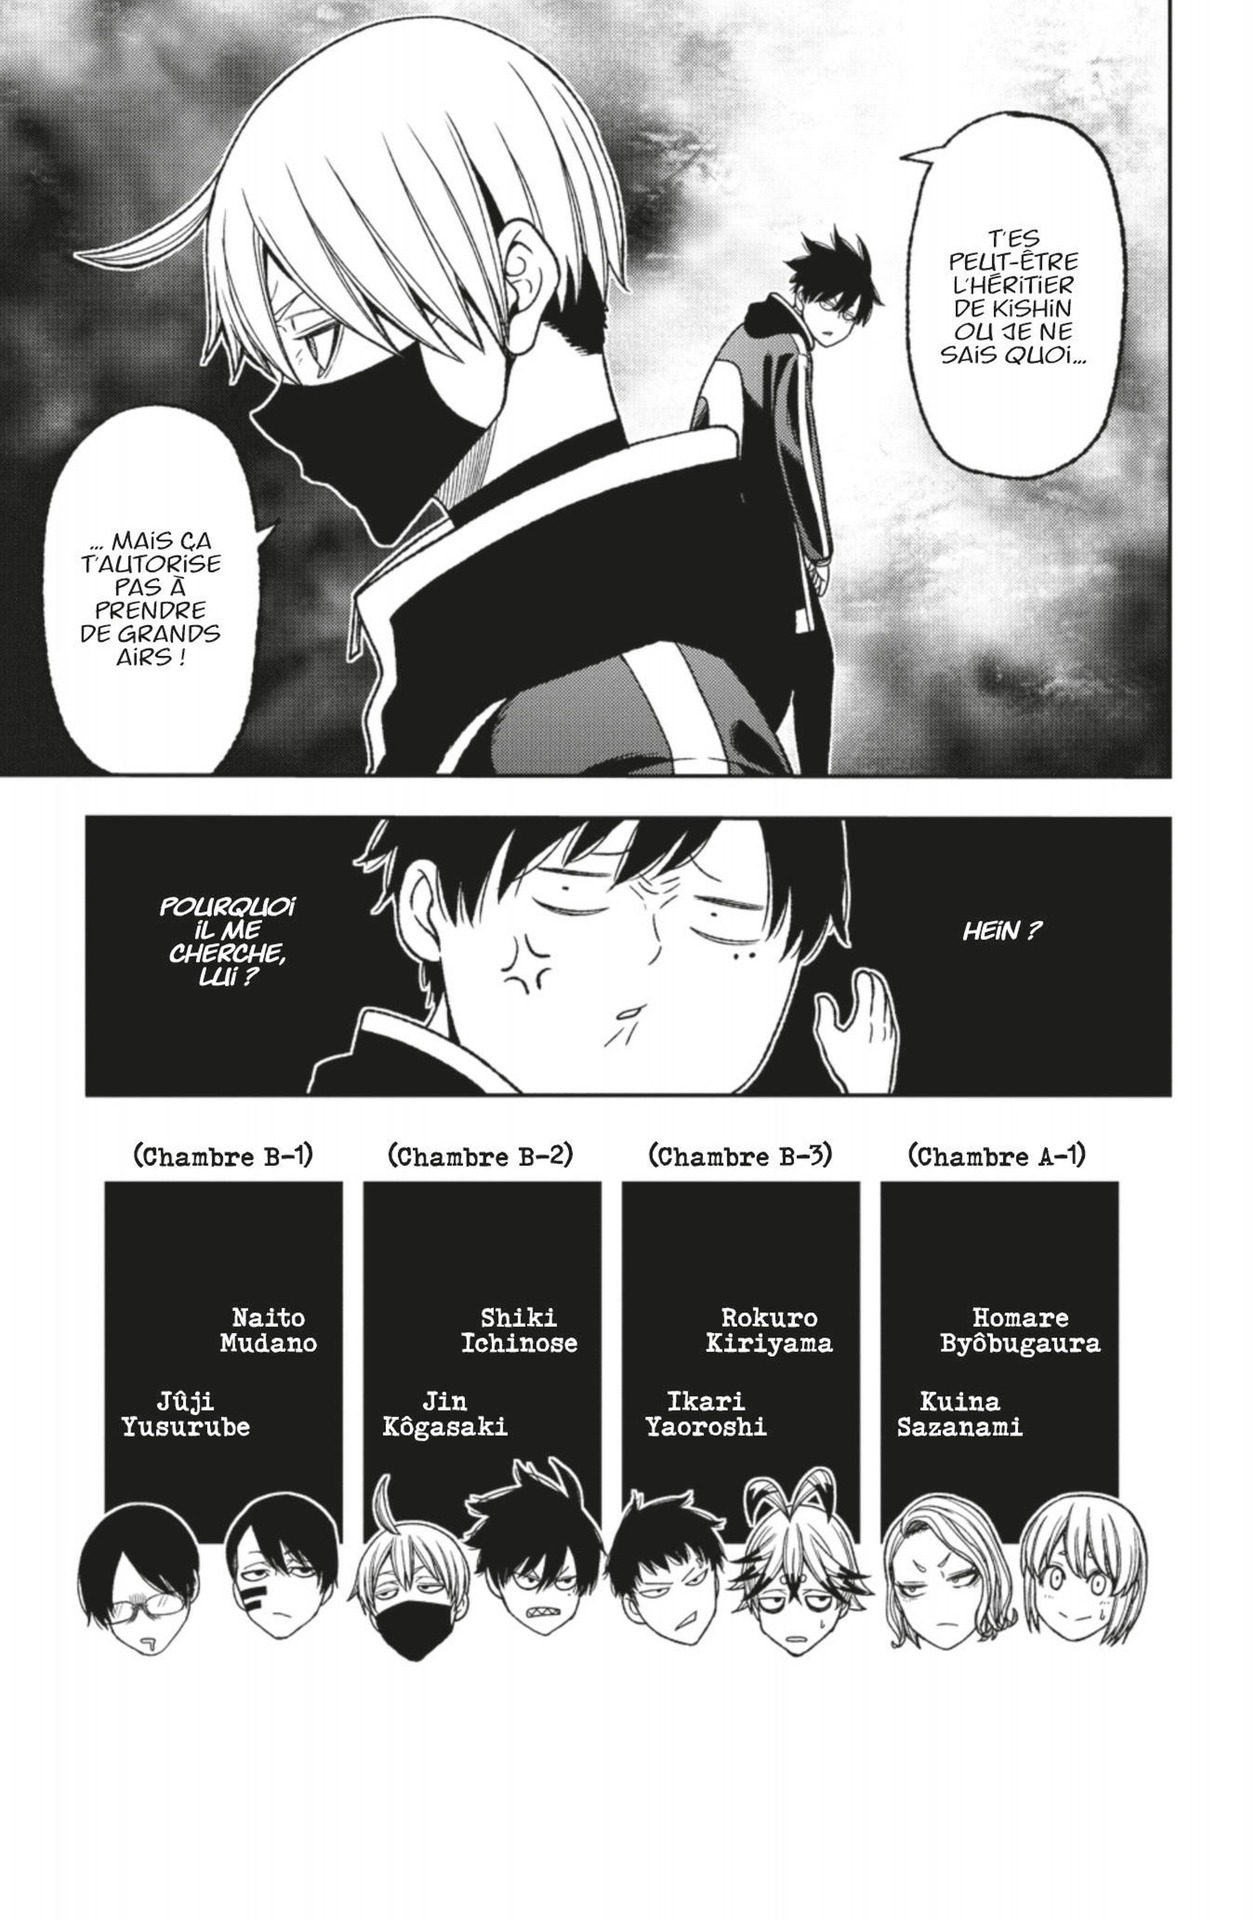 T'ES
PEUT-ÊTRE
L'HÉRITIER
DE KISHIN
OU JE NE
SAIS QUOI...
... MAIS ÇA
T'AUTORISE
PAS À
PRENDRE
DE GRANDS
AIRS !
HEIN ?
POURQUOI
IL ME
CHERCHE,
LUI ?
(Chambre A-1)
Homare
Byôbugaura
Kuina
Sazanami
(Chambre B-3)
Rokuro
Kiriyama
Ikari
Yaoroshi
(Chambre B-2)
Shiki
Ichinose
Jin
Kôgasaki
(Chambre B-1)
Naito
Mudano
Jûji
Yusurube